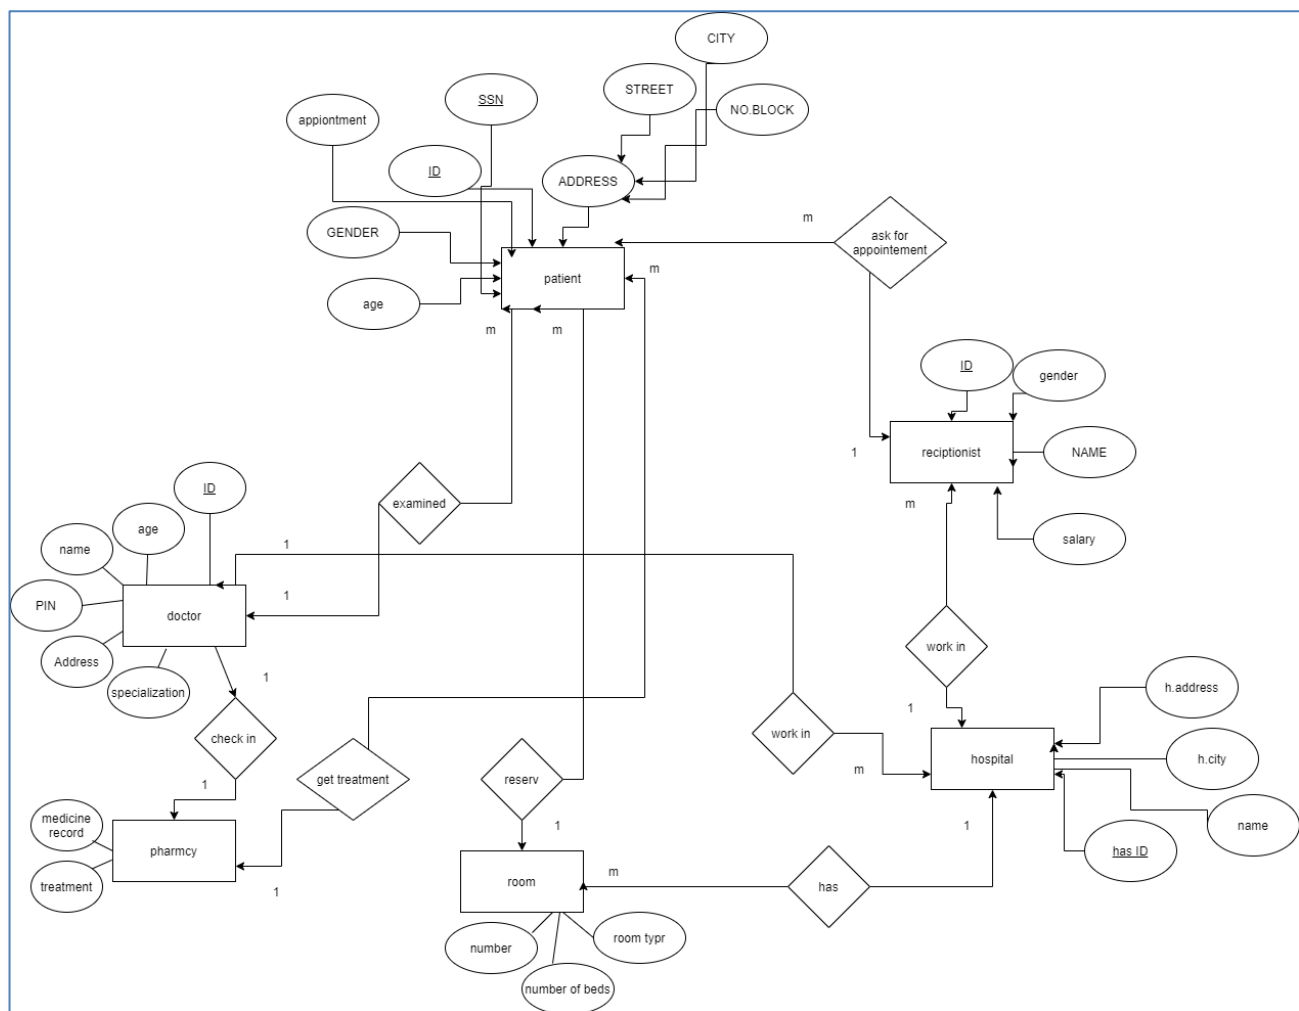 CITY
STREET
SSN
NO.BLOCK
appiontment
ID
ADDRESS
m
ask for
appointement
GENDER
m
patient
age
m
m
ID
gender
1
reciptionist
NAME
m
ID
examined
age
name
1
salary
1
PIN
doctor
Address
work in
1
specialization
h.address
1
check in
work in
hospital
h.city
get treatment
reserv
m
1
medicine
record
1
1
name
pharmcy
has ID
treatment
1
room
m
has
number
room typr
number of beds